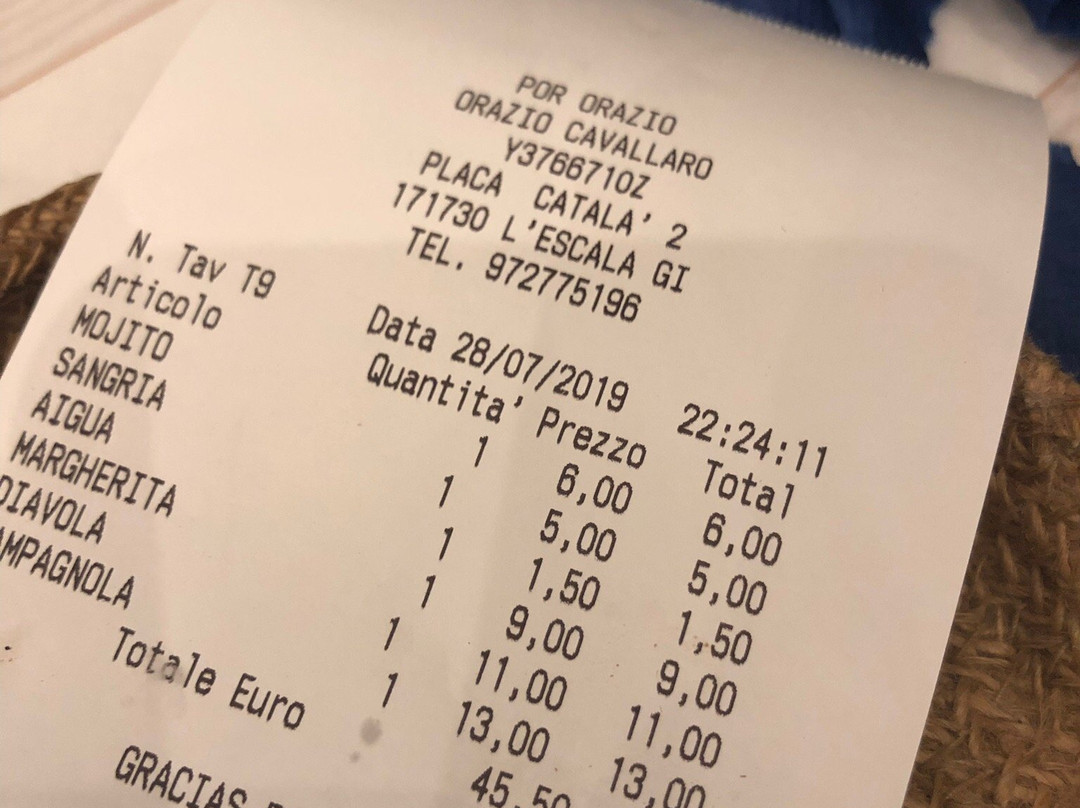 POR ORAZIO
ORAZIO CAVALLARO
Y3766710Z
PLACA CATALA' 2
171730 L'ESCALA GI
TEL. 972775196
N. Tav T9 Data 28/07/2019 22:24:11
Articolo Quantita' Prezzo Total
MOJITO 1 6,00 6,00
SANGRIA 1 5,00 5,00
AIGUA 1 1,50 1,50
MARGHERITA 1 9,00 9,00
DIAVOLA 1 11,00 11,00
AMPAGNOLA 1 13,00 13,00
Totale Euro 45,50
GRACIAS